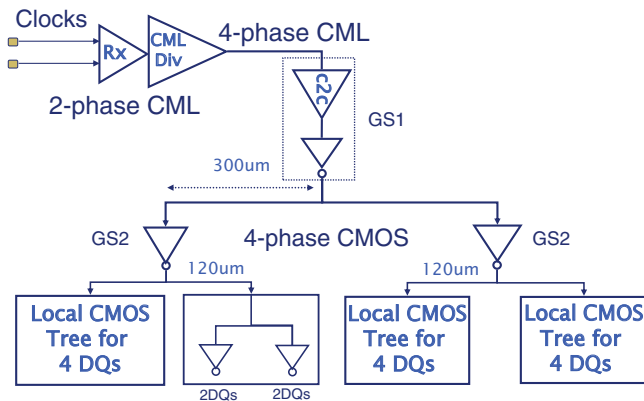 Clocks
4-phase CML
Rx
CML
Div
2-phase CML
c2c
GS1
300um
GS2
4-phase CMOS
GS2
120um
120um
Local CMOS
Tree for
4 DQs
Local CMOS
Tree for
4 DQs
Local CMOS
Tree for
4 DQs
2DQs
2DQs